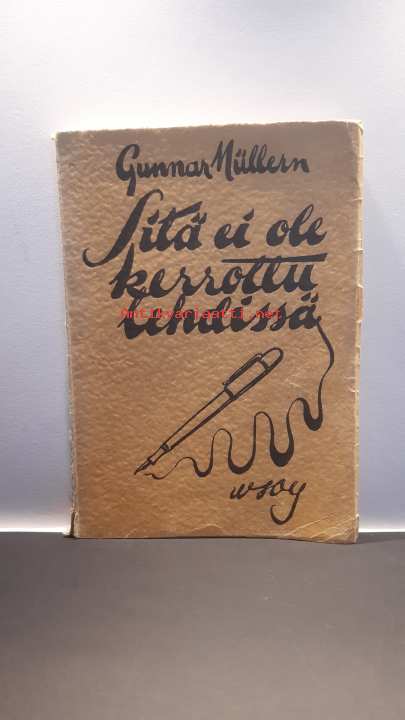 Gunnar Müllern
Sitä ei ole
kerrottu
lehdissä
Antikvariaatti.net
wsoy